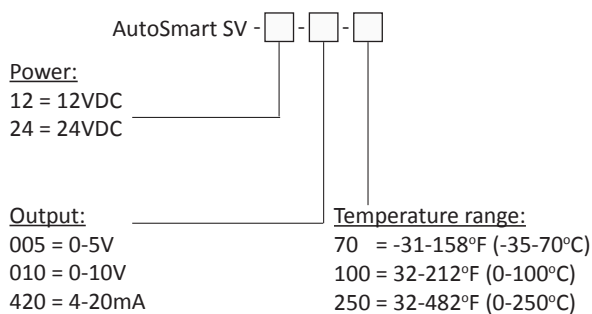 AutoSmart SV - □ - □ - □
Power:
12 = 12VDC
24 = 24VDC
Output:
005 = 0-5V
010 = 0-10V
420 = 4-20mA
Temperature range:
70 = -31-158°F (-35-70°C)
100 = 32-212°F (0-100°C)
250 = 32-482°F (0-250°C)